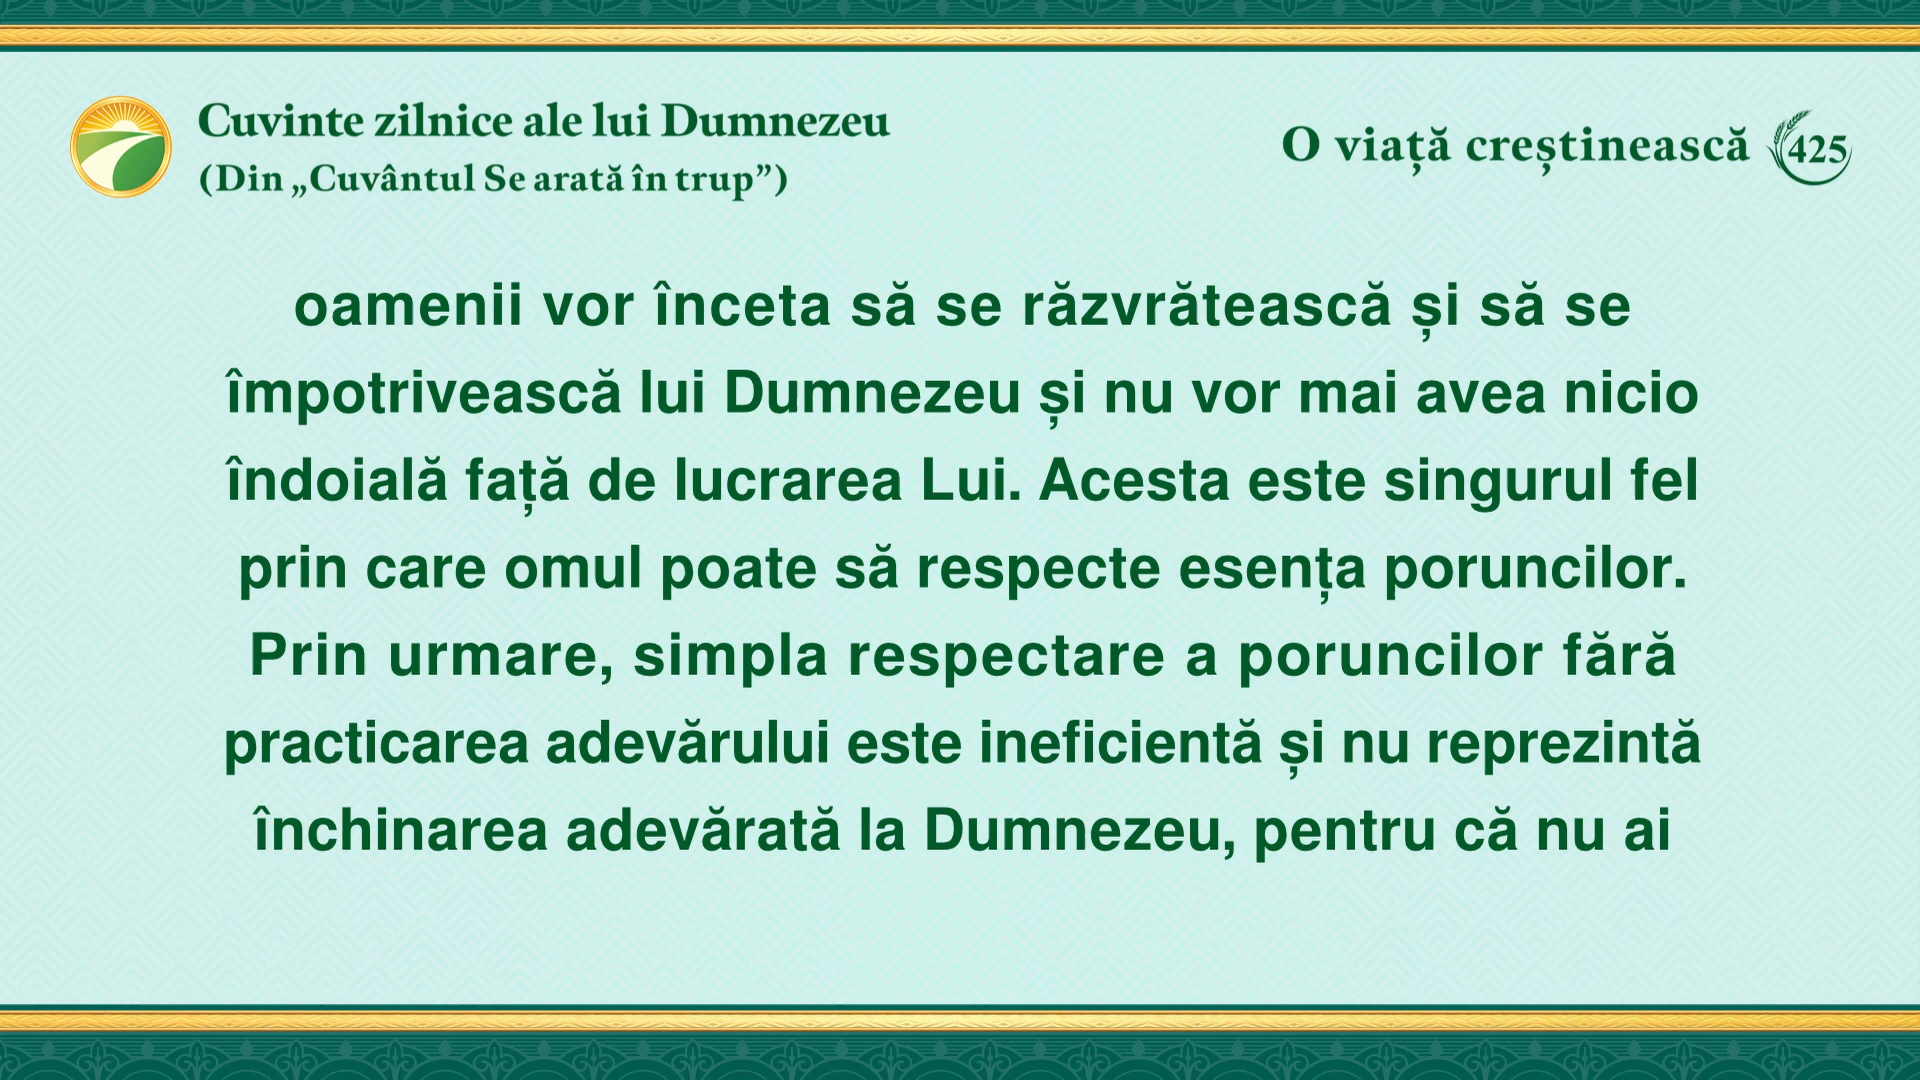 Cuvinte zilnice ale lui Dumnezeu
(Din „Cuvântul Se arată în trup”)
O viață creștinească 425
oamenii vor înceta să se răzvrătească și să se
împotrivească lui Dumnezeu și nu vor mai avea nicio
îndoială față de lucrarea Lui. Acesta este singurul fel
prin care omul poate să respecte esența poruncilor.
Prin urmare, simpla respectare a poruncilor fără
practicarea adevărului este ineficientă și nu reprezintă
închinarea adevărată la Dumnezeu, pentru că nu ai